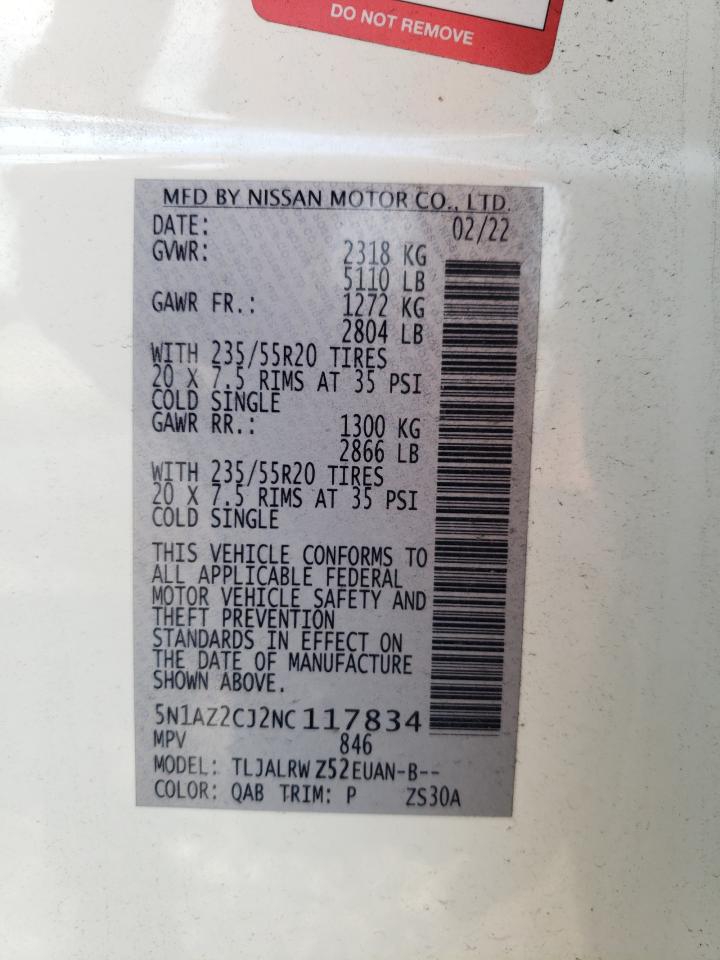 DO NOT REMOVE
MFD BY NISSAN MOTOR CO., LTD.
DATE: 02/22
GVWR: 2318 KG
5110 LB
GAWR FR.: 1272 KG
2804 LB
WITH 235/55R20 TIRES
20 X 7.5 RIMS AT 35 PSI
COLD SINGLE
GAWR RR.: 1300 KG
2866 LB
WITH 235/55R20 TIRES
20 X 7.5 RIMS AT 35 PSI
COLD SINGLE
THIS VEHICLE CONFORMS TO
ALL APPLICABLE FEDERAL
MOTOR VEHICLE SAFETY AND
THEFT PREVENTION
STANDARDS IN EFFECT ON
THE DATE OF MANUFACTURE
SHOWN ABOVE.
5N1AZ2CJ2NC117834
MPV 846
MODEL: TLJALRW Z52EUAN-B--
COLOR: QAB TRIM: P ZS30A